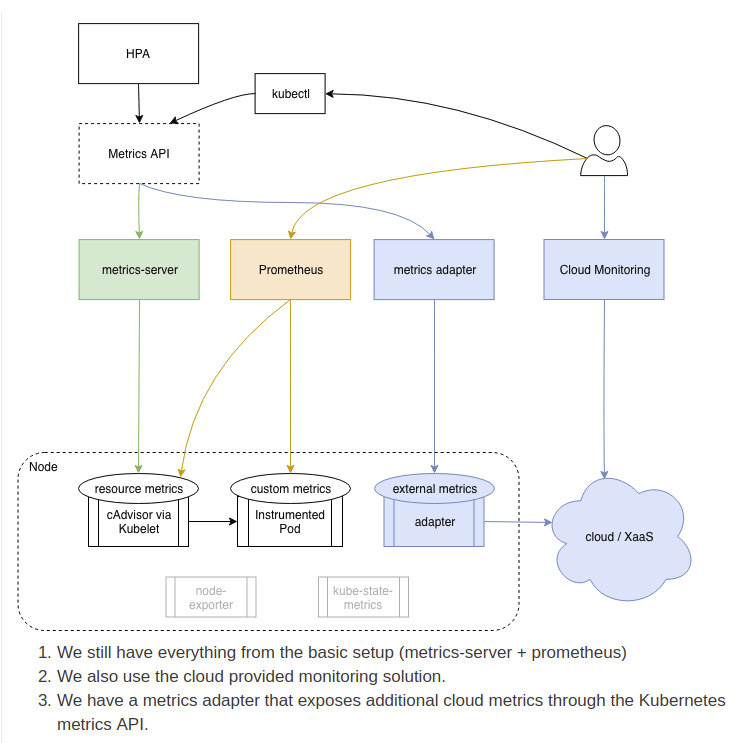 HPA
kubectl
Metrics API
metrics-server
Prometheus
metrics adapter
Cloud Monitoring
Node
resource metrics
cAdvisor via
Kubelet
custom metrics
Instrumented
Pod
external metrics
adapter
cloud / XaaS
node-
exporter
kube-state-
metrics
1. We still have everything from the basic setup (metrics-server + prometheus)
2. We also use the cloud provided monitoring solution.
3. We have a metrics adapter that exposes additional cloud metrics through the Kubernetes
metrics API.